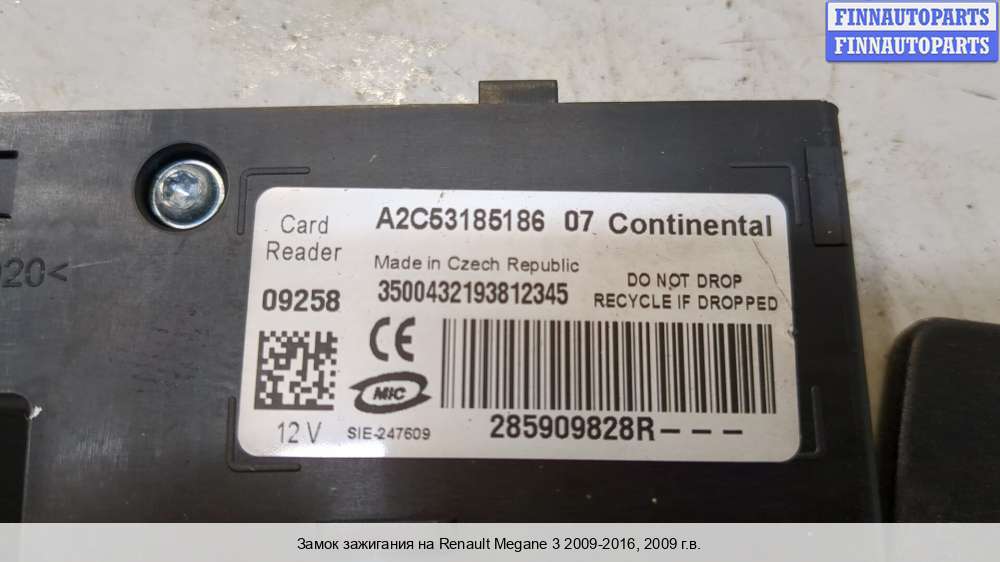 FINNAUTOPARTS
FINNAUTOPARTS
Card
Reader
A2C53185186 07 Continental
Made in Czech Republic
09258
3500432193812345
DO NOT DROP
RECYCLE IF DROPPED
CE
MIC
12 V
SIE-247609
285909828R---
020<
Замок зажигания на Renault Megane 3 2009-2016, 2009 г.в.